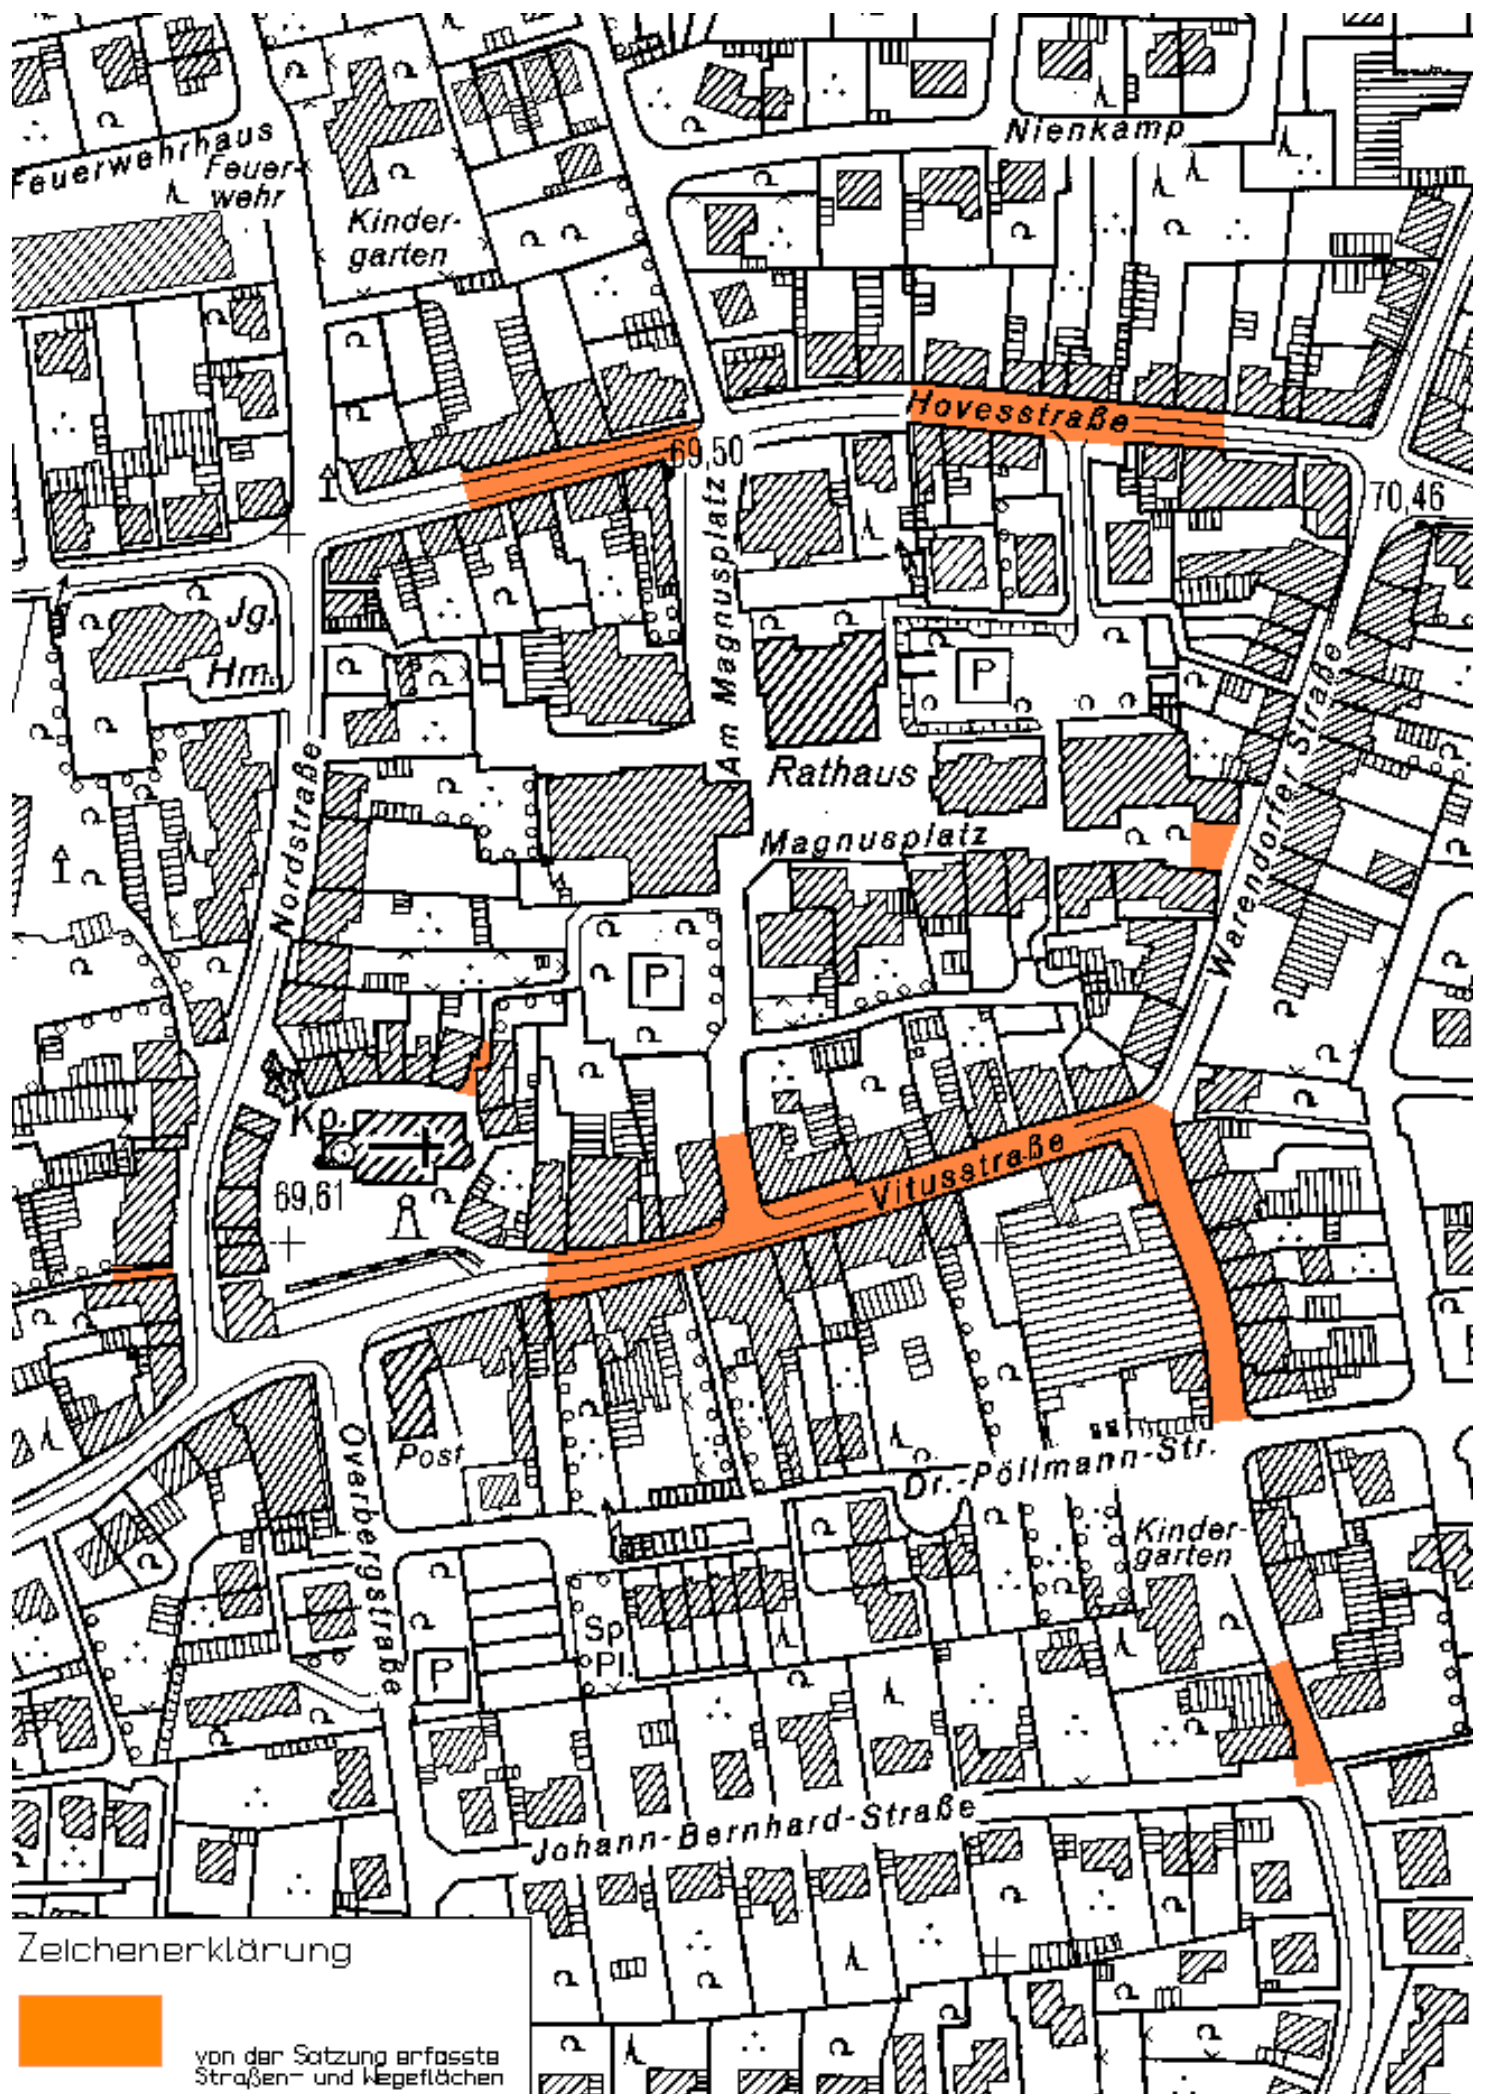 Nienkamp
Feuerwehrhaus
Feuer-
wehr
Kinder-
garten
Hovesstraße
69,50
70,46
Am Magnusplatz
Jg.
Hm.
P
Nordstraße
Rathaus
Magnusplatz
Warendorfer Straße
P
Kp.
69,61
Vitusstraße
Post
Overbergstraße
Dr.-Pöllmann-Str.
Kinder-
garten
Sp
Pl.
P
Johann-Bernhard-Straße
Zeichenerklärung
von der Satzung erfasste
Straßen- und Wegeflächen